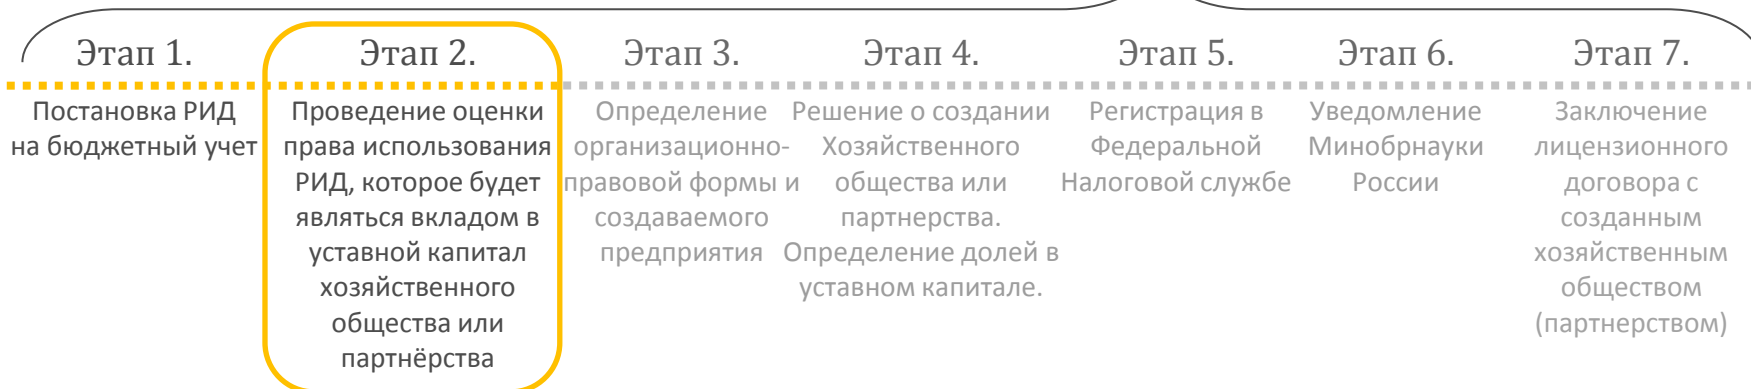 Этап 1.
Постановка РИД
на бюджетный учет
Этап 2.
Проведение оценки
права использования
РИД, которое будет
являться вкладом в
уставной капитал
хозяйственного
общества или
партнёрства
Этап 3.
Определение
организационно-
правовой формы и
создаваемого
предприятия
Этап 4.
Решение о создании
Хозяйственного
общества или
партнерства.
Определение долей в
уставном капитале.
Этап 5.
Регистрация в
Федеральной
Налоговой службе
Этап 6.
Уведомление
Минобрнауки
России
Этап 7.
Заключение
лицензионного
договора с
созданным
хозяйственным
обществом
(партнерством)